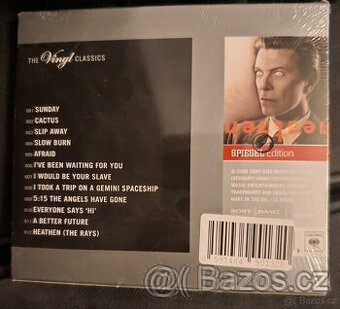 THE Vinyl CLASSICS
001 SUNDAY
002 CACTUS
003 SLIP AWAY
004 SLOW BURN
005 AFRAID
006 I'VE BEEN WAITING FOR YOU
007 I WOULD BE YOUR SLAVE
008 I TOOK A TRIP ON A GEMINI SPACESHIP
009 5:15 THE ANGELS HAVE GONE
010 EVERYONE SAYS 'HI'
011 A BETTER FUTURE
012 HEATHEN (THE RAYS)
SPIEGEL Edition
SONY BMG
Bazos.cz